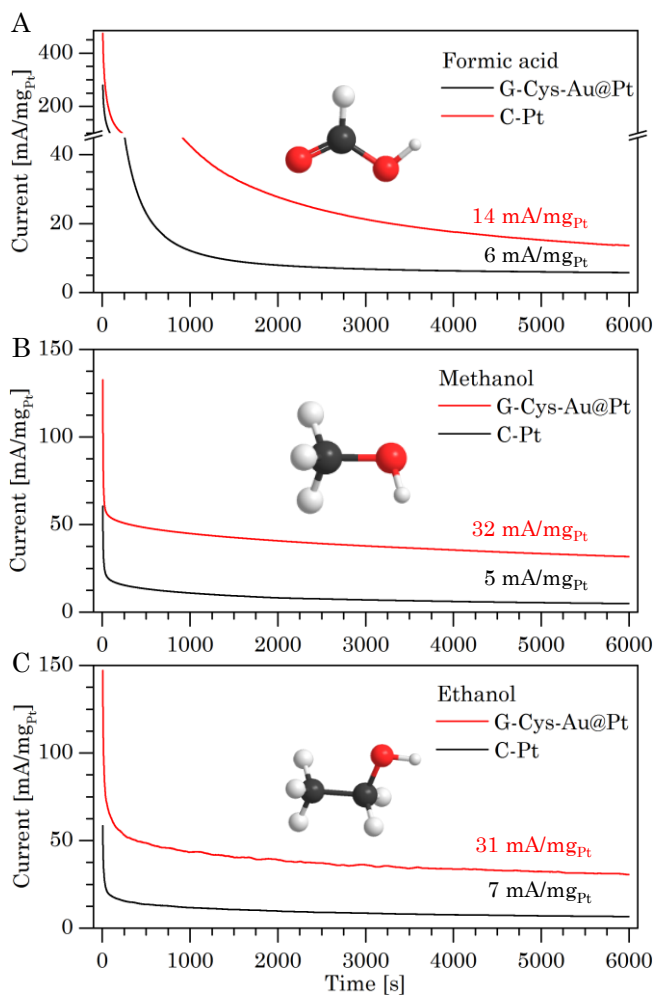 A
Current [mA/mgPt]
400
200
40
20
0
Formic acid
G-Cys-Au@Pt
C-Pt
14 mA/mgPt
6 mA/mgPt
0 1000 2000 3000 4000 5000 6000
B
Current [mA/mgPt]
150
100
50
0
Methanol
G-Cys-Au@Pt
C-Pt
32 mA/mgPt
5 mA/mgPt
0 1000 2000 3000 4000 5000 6000
C
Current [mA/mgPt]
150
100
50
0
Ethanol
G-Cys-Au@Pt
C-Pt
31 mA/mgPt
7 mA/mgPt
0 1000 2000 3000 4000 5000 6000
Time [s]